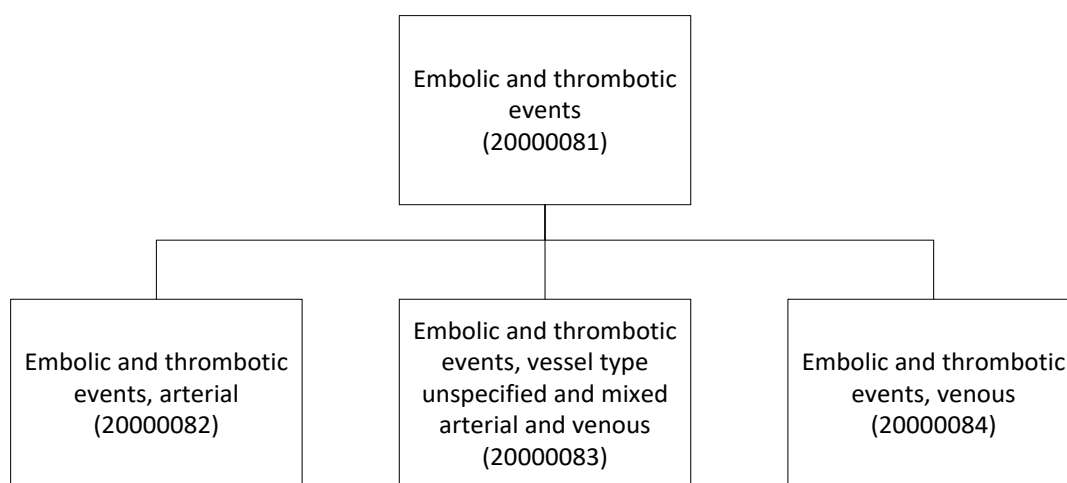 Embolic and thrombotic
events
(20000081)
Embolic and thrombotic
events, arterial
(20000082)
Embolic and thrombotic
events, vessel type
unspecified and mixed
arterial and venous
(20000083)
Embolic and thrombotic
events, venous
(20000084)